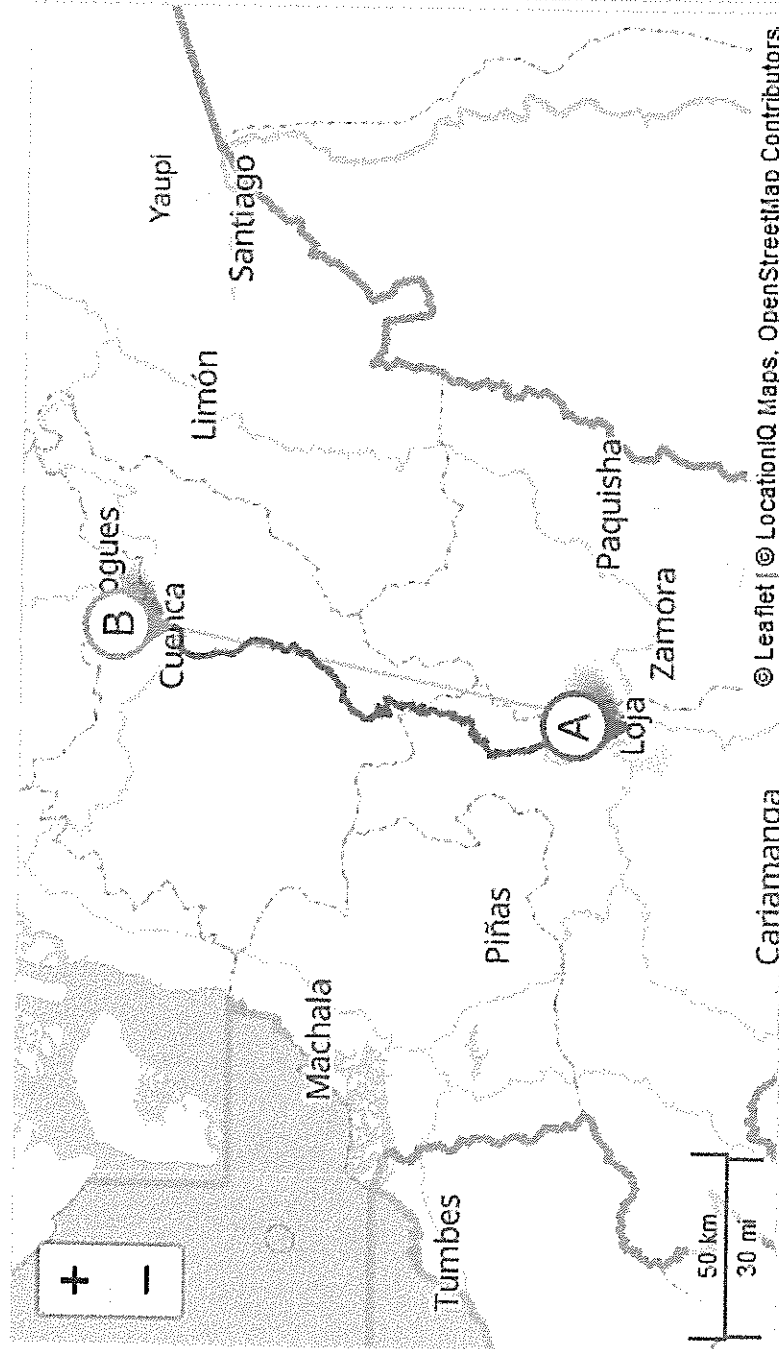 +
−
Yaupi
Santiago
Limón
B
ogues
Cuenca
Machala
Paquisha
Zamora
A
Loja
Piñas
Tumbes
Cariamanga
50 km
30 mi
© Leaflet | © LocationIQ Maps, OpenStreetMap Contributors